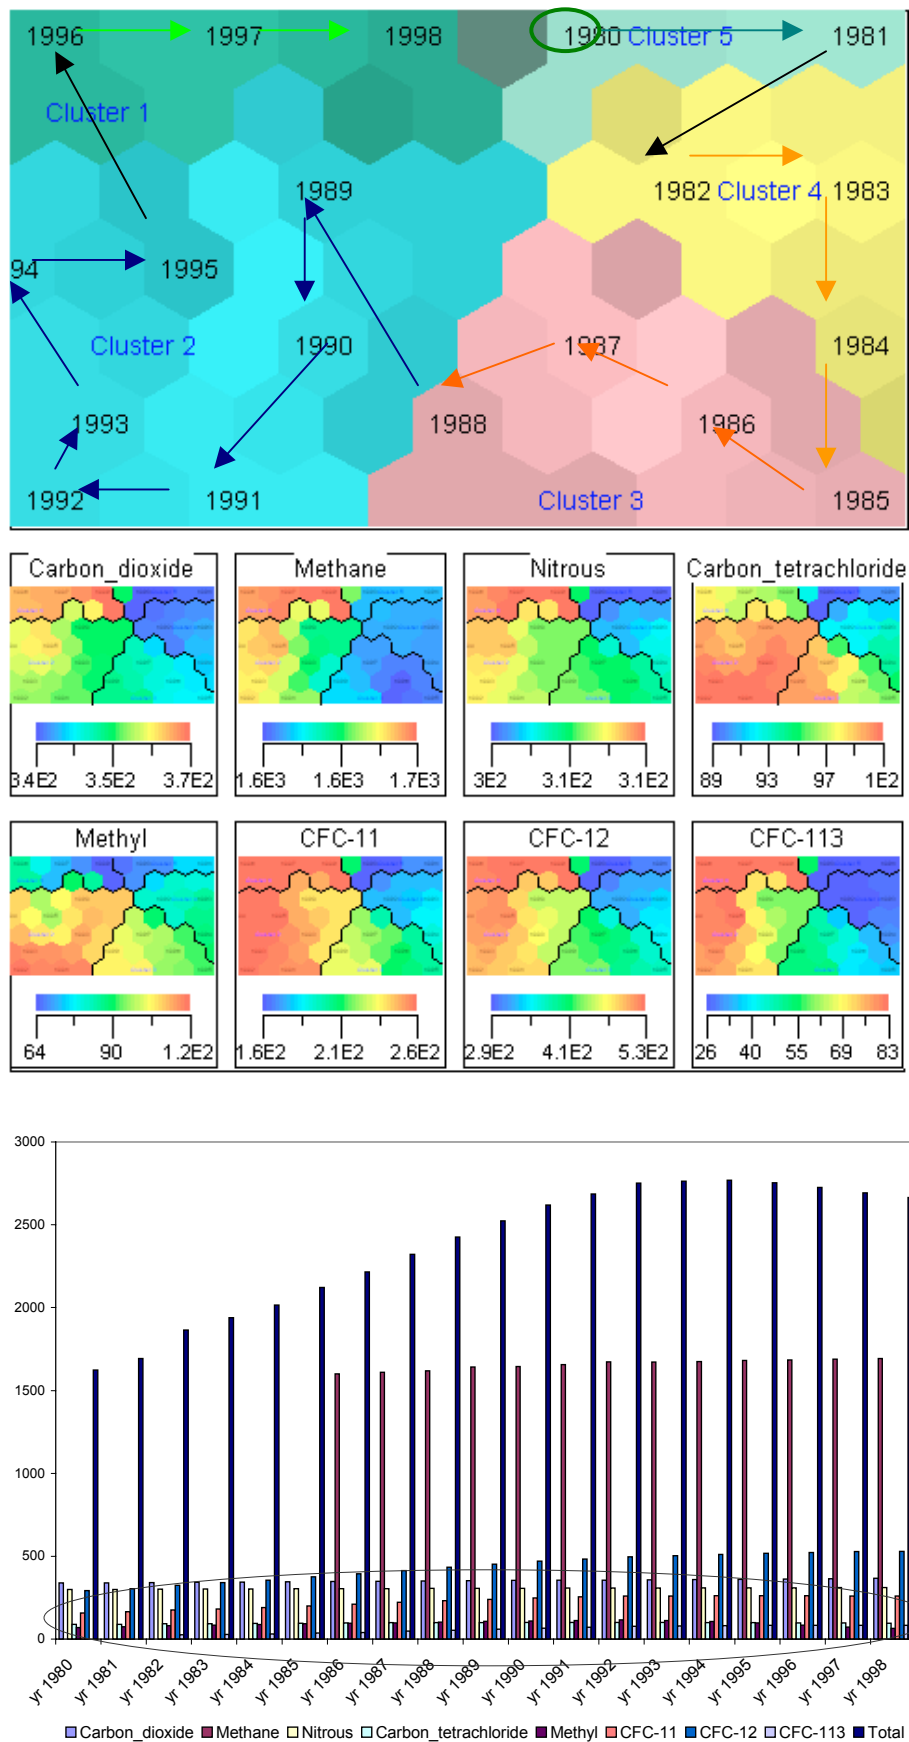 1996 1997 1998 1980 Cluster 5 1981
Cluster 1
1989 1982 Cluster 4 1983
94 1995
Cluster 2 1990 1987 1984
1993 1988 1986
1992 1991 Cluster 3 1985
Carbon_dioxide Methane Nitrous Carbon_tetrachloride
3.4E2 3.5E2 3.7E2 1.6E3 1.6E3 1.7E3 3E2 3.1E2 3.1E2 89 93 97 1E2
Methyl CFC-11 CFC-12 CFC-113
64 90 1.2E2 1.6E2 2.1E2 2.6E2 2.9E2 4.1E2 5.3E2 26 40 55 69 83
3000
2500
2000
1500
1000
500
0
yr 1980 yr 1981 yr 1982 yr 1983 yr 1984 yr 1985 yr 1986 yr 1987 yr 1988 yr 1989 yr 1990 yr 1991 yr 1992 yr 1993 yr 1994 yr 1995 yr 1996 yr 1997 yr 1998
Carbon_dioxide Methane Nitrous Carbon_tetrachloride Methyl CFC-11 CFC-12 CFC-113 Total